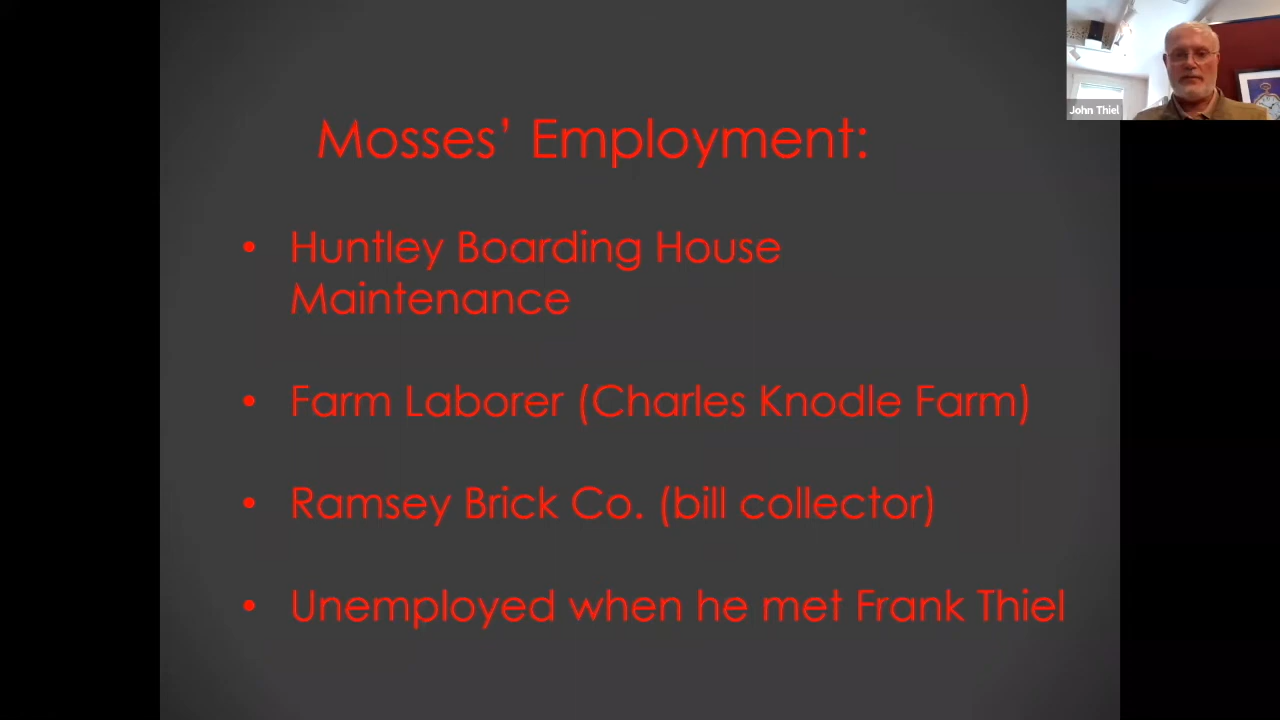 John Thiel
Mosses’ Employment:
• Huntley Boarding House
Maintenance
• Farm Laborer (Charles Knodle Farm)
• Ramsey Brick Co. (bill collector)
• Unemployed when he met Frank Thiel